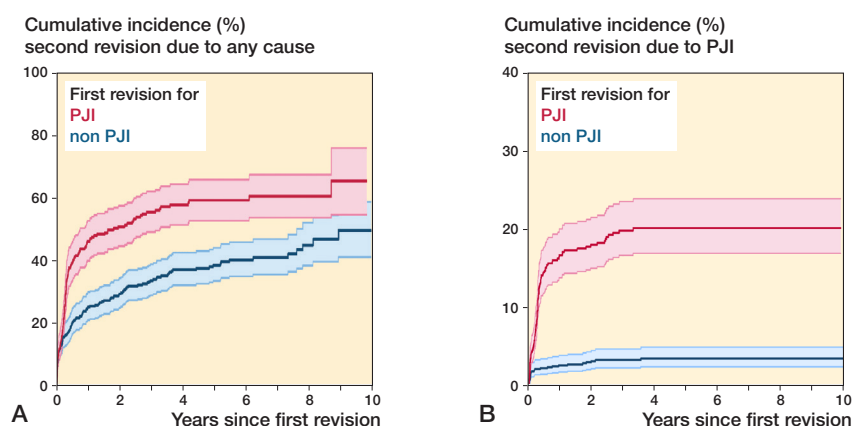 Cumulative incidence (%)
second revision due to any cause
100
80
60
40
20
0
First revision for
PJI
non PJI
0 2 4 6 8 10
A
Years since first revision
Cumulative incidence (%)
second revision due to PJI
40
30
20
10
0
First revision for
PJI
non PJI
0 2 4 6 8 10
B
Years since first revision